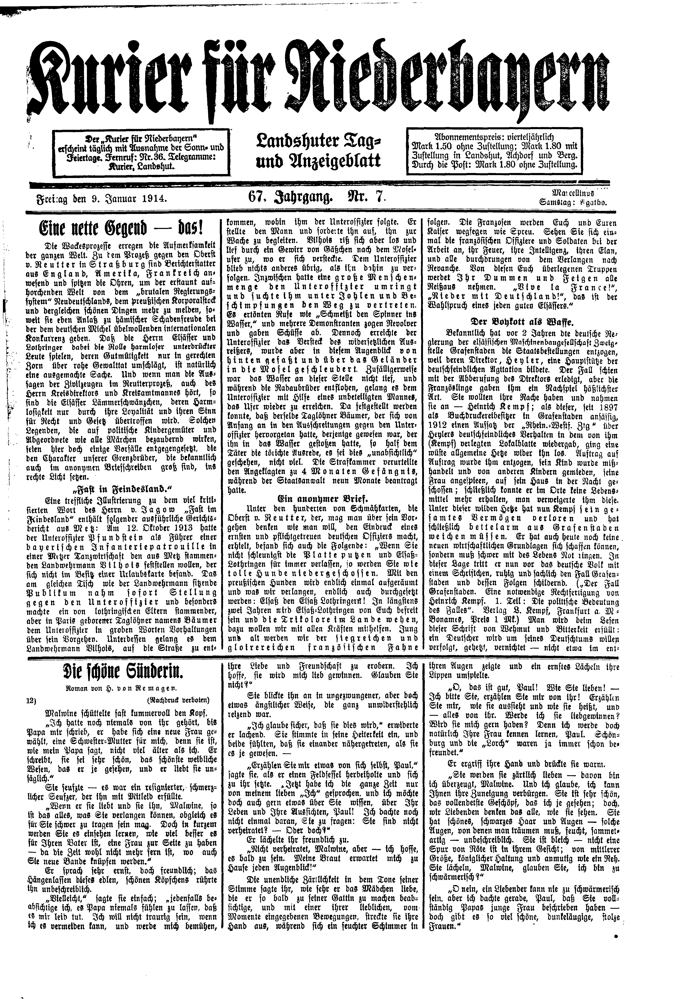 Kurier für Niederbayern
Der „Kurier für Niederbayern“
erscheint täglich mit Ausnahme der Sonn- und
Feiertage. Fernruf: Nr. 36. Telegramme:
Kurier, Landshut.
Landshuter Tag-
und Anzeigeblatt
Abonnementspreis: vierteljährlich
Mark 1.50 ohne Zustellung; Mark 1.80 mit
Zustellung in Landshut, Achdorf und Berg.
Durch die Post: Mark 1.80 ohne Zustellung.
Freitag den 9. Januar 1914.
67. Jahrgang. Nr. 7.
Marcellinus
Samstag: Agatho.
Eine nette Gegend — das!
Die Wackesprozesse erregen die Aufmerksamkeit
der ganzen Welt. Zu dem Prozeß gegen den Oberst
v. Reutter in Straßburg sind Berichterstatter
aus England, Amerika, Frankreich an-
wesend und spitzen die Ohren, um der erstaunt auf-
horchenden Welt von dem „brutalen Regierungs-
system“ Neudeutschlands, dem preußischen Korporalstock
und dergleichen schönen Dingen mehr zu melden, so-
weit sie eben Anlaß zu hämischer Schadenfreude bei
der dem deutschen Michel übelwollenden internationalen
Konkurrenz geben. Daß die Herrn Elsässer und
Lothringer dabei die Rolle harmloser unterdrückter
Leute spielen, deren Gutmütigkeit nur in gerechten
Zorn über rohe Gewalttat umschlägt, ist natürlich
eine ausgemachte Sache. Und wenn man die Aus-
sagen der Zivilzeugen im Reutterprozeß, auch des
Herrn Kreisdirektors und Kreisamtmannes hört, so
sind die Elsässer Lämmerschwänzchen, deren Harm-
losigkeit nur durch ihre Loyalität und ihren Sinn
für Recht und Gesetz übertroffen wird. Solchen
Legenden, die auf politische Kindergemüter und
Abgeordnete wie alle Märchen bezaubernd wirken,
seien hier doch einige Vorfälle entgegengesetzt, die
den Charakter unserer Grenzbrüder, die bekanntlich
auch im anonymen Briefschreiben groß sind, ins
rechte Licht setzen.
„Fast in Feindesland.“
Eine treffliche Illustrierung zu dem viel kriti-
sierten Wort des Herrn v. Jagow „Fast im
Feindesland“ enthält folgender ausführliche Gerichts-
bericht aus Metz: Am 12. Oktober 1913 hatte
der Unteroffizier Pfundstein als Führer einer
bayerischen Infanteriepatrouille in
einer Metzer Tanzwirtschaft den aus Metz stammen-
den Landwehrmann Vilhois feststellen wollen, der
sich nicht im Besitz einer Urlaubskarte befand. Das
am gleichen Tisch wie der Landwehrmann sitzende
Publikum nahm sofort Stellung
gegen den Unteroffizier und besonders
machte ein von lothringischen Eltern stammender,
aber in Paris geborener Taglöhner namens Bäumer
dem Unteroffizier in groben Worten Vorhaltungen
über sein Vorgehen. Unterdessen gelang es dem
Landwehrmann Vilhois, auf die Straße zu ent-
kommen, wohin ihm der Unteroffizier folgte. Er
stellte den Mann und forderte ihn auf, ihn zur
Wache zu begleiten. Vilhois riß sich aber los und
lief durch ein Gewirr von Gäßchen nach dem Mosel-
ufer zu, wo er sich versteckte. Dem Unteroffizier
blieb nichts anderes übrig, als ihn dahin zu ver-
folgen. Inzwischen hatte eine große Menschen-
menge den Unteroffizier umringt
und suchte ihm unter Johlen und Be-
schimpfungen den Weg zu vertreten.
Es ertönten Rufe wie „Schmeißt den Spinner ins
Wasser,“ und mehrere Demonstranten zogen Revolver
und gaben Schüsse ab. Dennoch erreichte der
Unteroffizier das Versteck des widersetzlichen Aus-
reißers, wurde aber in diesem Augenblick von
hinten gefaßt und über das Geländer
in die Mosel geschleudert. Zufälligerweise
war das Wasser an dieser Stelle nicht tief, und
während die Radaubrüder entflohen, gelang es dem
Unteroffizier mit Hilfe eines unbeteiligten Mannes,
das Ufer wieder zu erreichen. Da festgestellt werden
konnte, daß derselbe Taglöhner Bäumer, der sich von
Anfang an in den Ausschreitungen gegen den Unter-
offizier hervorgetan hatte, derjenige gewesen war, der
ihn in das Wasser gestoßen hatte, so half dem
Täter die törichte Ausrede, es sei dies „unabsichtlich“
geschehen, nicht viel. Die Strafkammer verurteilte
den Angeklagten zu 4 Monaten Gefängnis,
während der Staatsanwalt neun Monate beantragt
hatte.
Ein anonymer Brief.
Unter den hunderten von Schmähkarten, die
Oberst v. Reutter, der, mag man über sein Vor-
gehen denken wie man will, den Eindruck eines
ernsten und pflichtgetreuen deutschen Offiziers macht,
erhielt, befand sich auch die Folgende: „Wenn Sie
nicht schleunigst die Platte putzen und Elsaß-
Lothringen für immer verlassen, so werden Sie wie
tolle Hunde niedergeschossen. Mit den
preußischen Hunden wird endlich einmal aufgeräumt
und was wir verlangen, endlich auch durchgesetzt
werden: Elsaß den Elsaß Lothringern! In längstens
zwei Jahren wird Elsaß-Lothringen von Euch befreit
sein und die Trikolore im Lande wehen,
dazu wollen wir mit allen Kräften mithelfen. Jung
und alt werden wir der siegreichen und
gloirereichen französischen Fahne
folgen. Die Franzosen werden Euch und Euren
Kaiser wegfegen wie Spreu. Sehen Sie sich ein-
mal die französischen Offiziere und Soldaten bei der
Arbeit an, ihr Feuer, ihre Intelligenz, ihren Elan,
und alle durchdrungen von dem Verlangen nach
Revanche. Von diesen Euch überlegenen Truppen
werdet Ihr Dummen und Feigen alle
Reißaus nehmen. „Vive la France!“,
„Nieder mit Deutschland!“, das ist der
Wahlspruch eines jeden guten Elsässers.“
Der Boykott als Waffe.
Bekanntlich hat vor 2 Jahren die deutsche Re-
gierung der elsässischen Maschinenbaugesellschaft Zweig-
stelle Grafenstaden die Staatsbestellungen entzogen,
weil deren Direktor, Heyler, eine Hauptstütze der
deutschfeindlichen Agitation bildete. Der Fall schien
mit der Abberufung des Direktors erledigt, aber die
Französlinge gaben ihm ein Nachspiel häßlichster
Art. Sie wollten ihre Rache haben und nahmen
sie an — Heinrich Kempf; als dieser, seit 1897
als Buchdruckereibesitzer in Grafenstaden ansässig,
1912 einen Aufsatz der „Rhein.-Westf. Ztg“ über
Heylers deutschfeindliches Verhalten in dem von ihm
(Kempf) verlegten Lokalblatte wiedergab, ging eine
wüste allgemeine Hetze wider ihn los. Auftrag auf
Auftrag wurde ihm entzogen, sein Kind wurde miß-
handelt und von anderen Kindern gemieden, seine
Frau angespieen, auf sein Haus in der Nacht ge-
schossen; schließlich konnte er im Orte keine Lebens-
mittel mehr erhalten, man verweigerte ihm diese.
Unter dieser wilden Hetze hat nun Kempf sein ge-
samtes Vermögen verloren und hat
schließlich bettelarm aus Grafenstaden
weichen müssen. Er hat auch heute noch keine
neuen wirtschaftlichen Grundlagen sich schaffen können,
sondern muß schwer mit des Lebens Not ringen. In
dieser Lage tritt er nun vor das deutsche Volk mit
einem Schriftchen, ruhig und sachlich den Fall Grafen-
staden und dessen Folgen schildernd. („Der Fall
Grafenstaden. Eine notwendige Rechtfertigung von
Heinrich Kempf. 1. Teil: Die politische Bedeutung
des Falles“. Verlag L. Kempf, Frankfurt a. M-
Bonames, Preis 1 Mk.) Man wird beim Lesen
dieser Schrift von Wehmut und Bitterkeit erfüllt:
ein Deutscher wird um seines Deutschtums willen
verfolgt, gehetzt, vernichtet — nicht etwa im ent-
Die schöne Sünderin.
Roman von H. von Remagen.
12) (Nachdruck verboten)
Malwine schüttelte fast kummervoll den Kopf.
„Ich hatte noch niemals von ihr gehört, bis
Papa mir schrieb, er habe sich eine neue Frau ge-
wählt, eine Schwester-Mutter für mich, denn sie ist,
wie mein Papa sagt, nicht viel älter als ich. Er
schreibt, sie sei sehr schön, das schönste weibliche
Wesen, das er je gesehen, und er liebt sie un-
säglich.“
Sie seufzte — es war ein resignierter, schmerz-
licher Seufzer, der ihn mit Mitleid erfüllte.
„Wenn er sie liebt und sie ihn, Malwine, so
ist das alles, was Sie verlangen können, obgleich es
für Sie schwer zu tragen sein mag. Doch in kurzem
werden Sie es einsehen lernen, wie viel besser es
für Ihren Vater ist, eine Frau zur Seite zu haben
— da die Zeit wohl nicht mehr fern ist, wo auch
Sie neue Bande knüpfen werden.“
Er sprach sehr ernst, doch freundlich; das
Hängenlassen dieses edlen, schönen Köpfchens rührte
ihn unbeschreiblich.
„Vielleicht,“ sagte sie einfach; „jedenfalls be-
absichtige ich, es Papa niemals fühlen zu lassen, daß
es mir leid tut. Ich will nicht traurig sein, wenn
ich es vermeiden kann, und werde mich bemühen,
ihre Liebe und Freundschaft zu erobern. Ich
hoffe, sie wird mich lieb gewinnen. Glauben Sie
nicht?“
Sie blickte ihn an in ungezwungener, aber doch
etwas ängstlicher Weise, die ganz unwiderstehlich
reizend war.
„Ich glaube sicher, daß sie dies wird,“ erwiderte
er lachend. Sie stimmte in seine Heiterkeit ein, und
beide fühlten, daß sie einander nähergetreten, als sie
es je gewesen. —
„Erzählen Sie mir etwas von sich selbst, Paul,“
sagte sie, als er einen Feldsessel herbeiholte und sich
zu ihr setzte. „Jetzt habe ich die ganze Zeit nur
von meinem lieben „Ich“ gesprochen, und ich möchte
doch auch gern etwas über Sie wissen, über Ihr
Leben und Ihre Aussichten, Paul! Ich dachte noch
nicht einmal daran, Sie zu fragen: Sie sind nicht
verheiratet? — Oder doch?“
Er lächelte ihr freundlich zu.
„Nicht verheiratet, Malwine, aber — ich hoffe,
es bald zu sein. Meine Braut erwartet mich zu
Hause jeden Augenblick!“
Die unendliche Zärtlichkeit in dem Tone seiner
Stimme sagte ihr, wie sehr er das Mädchen liebe,
die er so bald zu seiner Gattin zu machen beab-
sichtige, und mit einer ihrer lieblichen, vom
Momente eingegebenen Bewegungen, streckte sie ihre
Hand aus, während sich ein feuchter Schimmer in
ihren Augen zeigte und ein ernstes Lächeln ihre
Lippen umspielte.
„O, das ist gut, Paul! Wie Sie lieben! —
Ich bitte Sie, erzählen Sie mir von ihr! Erzählen
Sie mir, wie sie aussieht und wie sie heißt, und
— alles von ihr. Werde ich sie liebgewinnen?
Wird sie mich gern haben? Denn ich werde doch
natürlich Ihre Frau kennen lernen, Paul. Schön-
burg und die „Lorch“ waren ja immer schon be-
freundet.“
Er ergriff ihre Hand und drückte sie warm.
„Sie werden sie zärtlich lieben — davon bin
ich überzeugt, Malwine. Und ich glaube, ich kann
Ihnen ihre Zuneigung verbürgen. Sie ist sehr schön,
das vollendetste Geschöpf, das ich je gesehen; doch,
wir Liebenden denken das alle, wie sie sehen. Sie
hat schönes, schwarzes Haar und Augen — solche
Augen, von denen man träumen muß, feucht, sammet-
artig — unbeschreiblich. Sie ist bleich — nicht eine
Spur von Röte ist in ihrem Gesicht; von mittlerer
Größe, königlicher Haltung und anmutig wie ein Reh.
Sie lächeln, Malwine, glauben Sie, ich bin zu
schwärmerisch?“
„O nein, ein Liebender kann nie zu schwärmerisch
sein, aber ich dachte gerade, Paul, daß Sie voll-
ständig Papas junge Frau beschrieben haben —
doch gibt es so viel schöne, dunkeläugige, stolze
Frauen.“